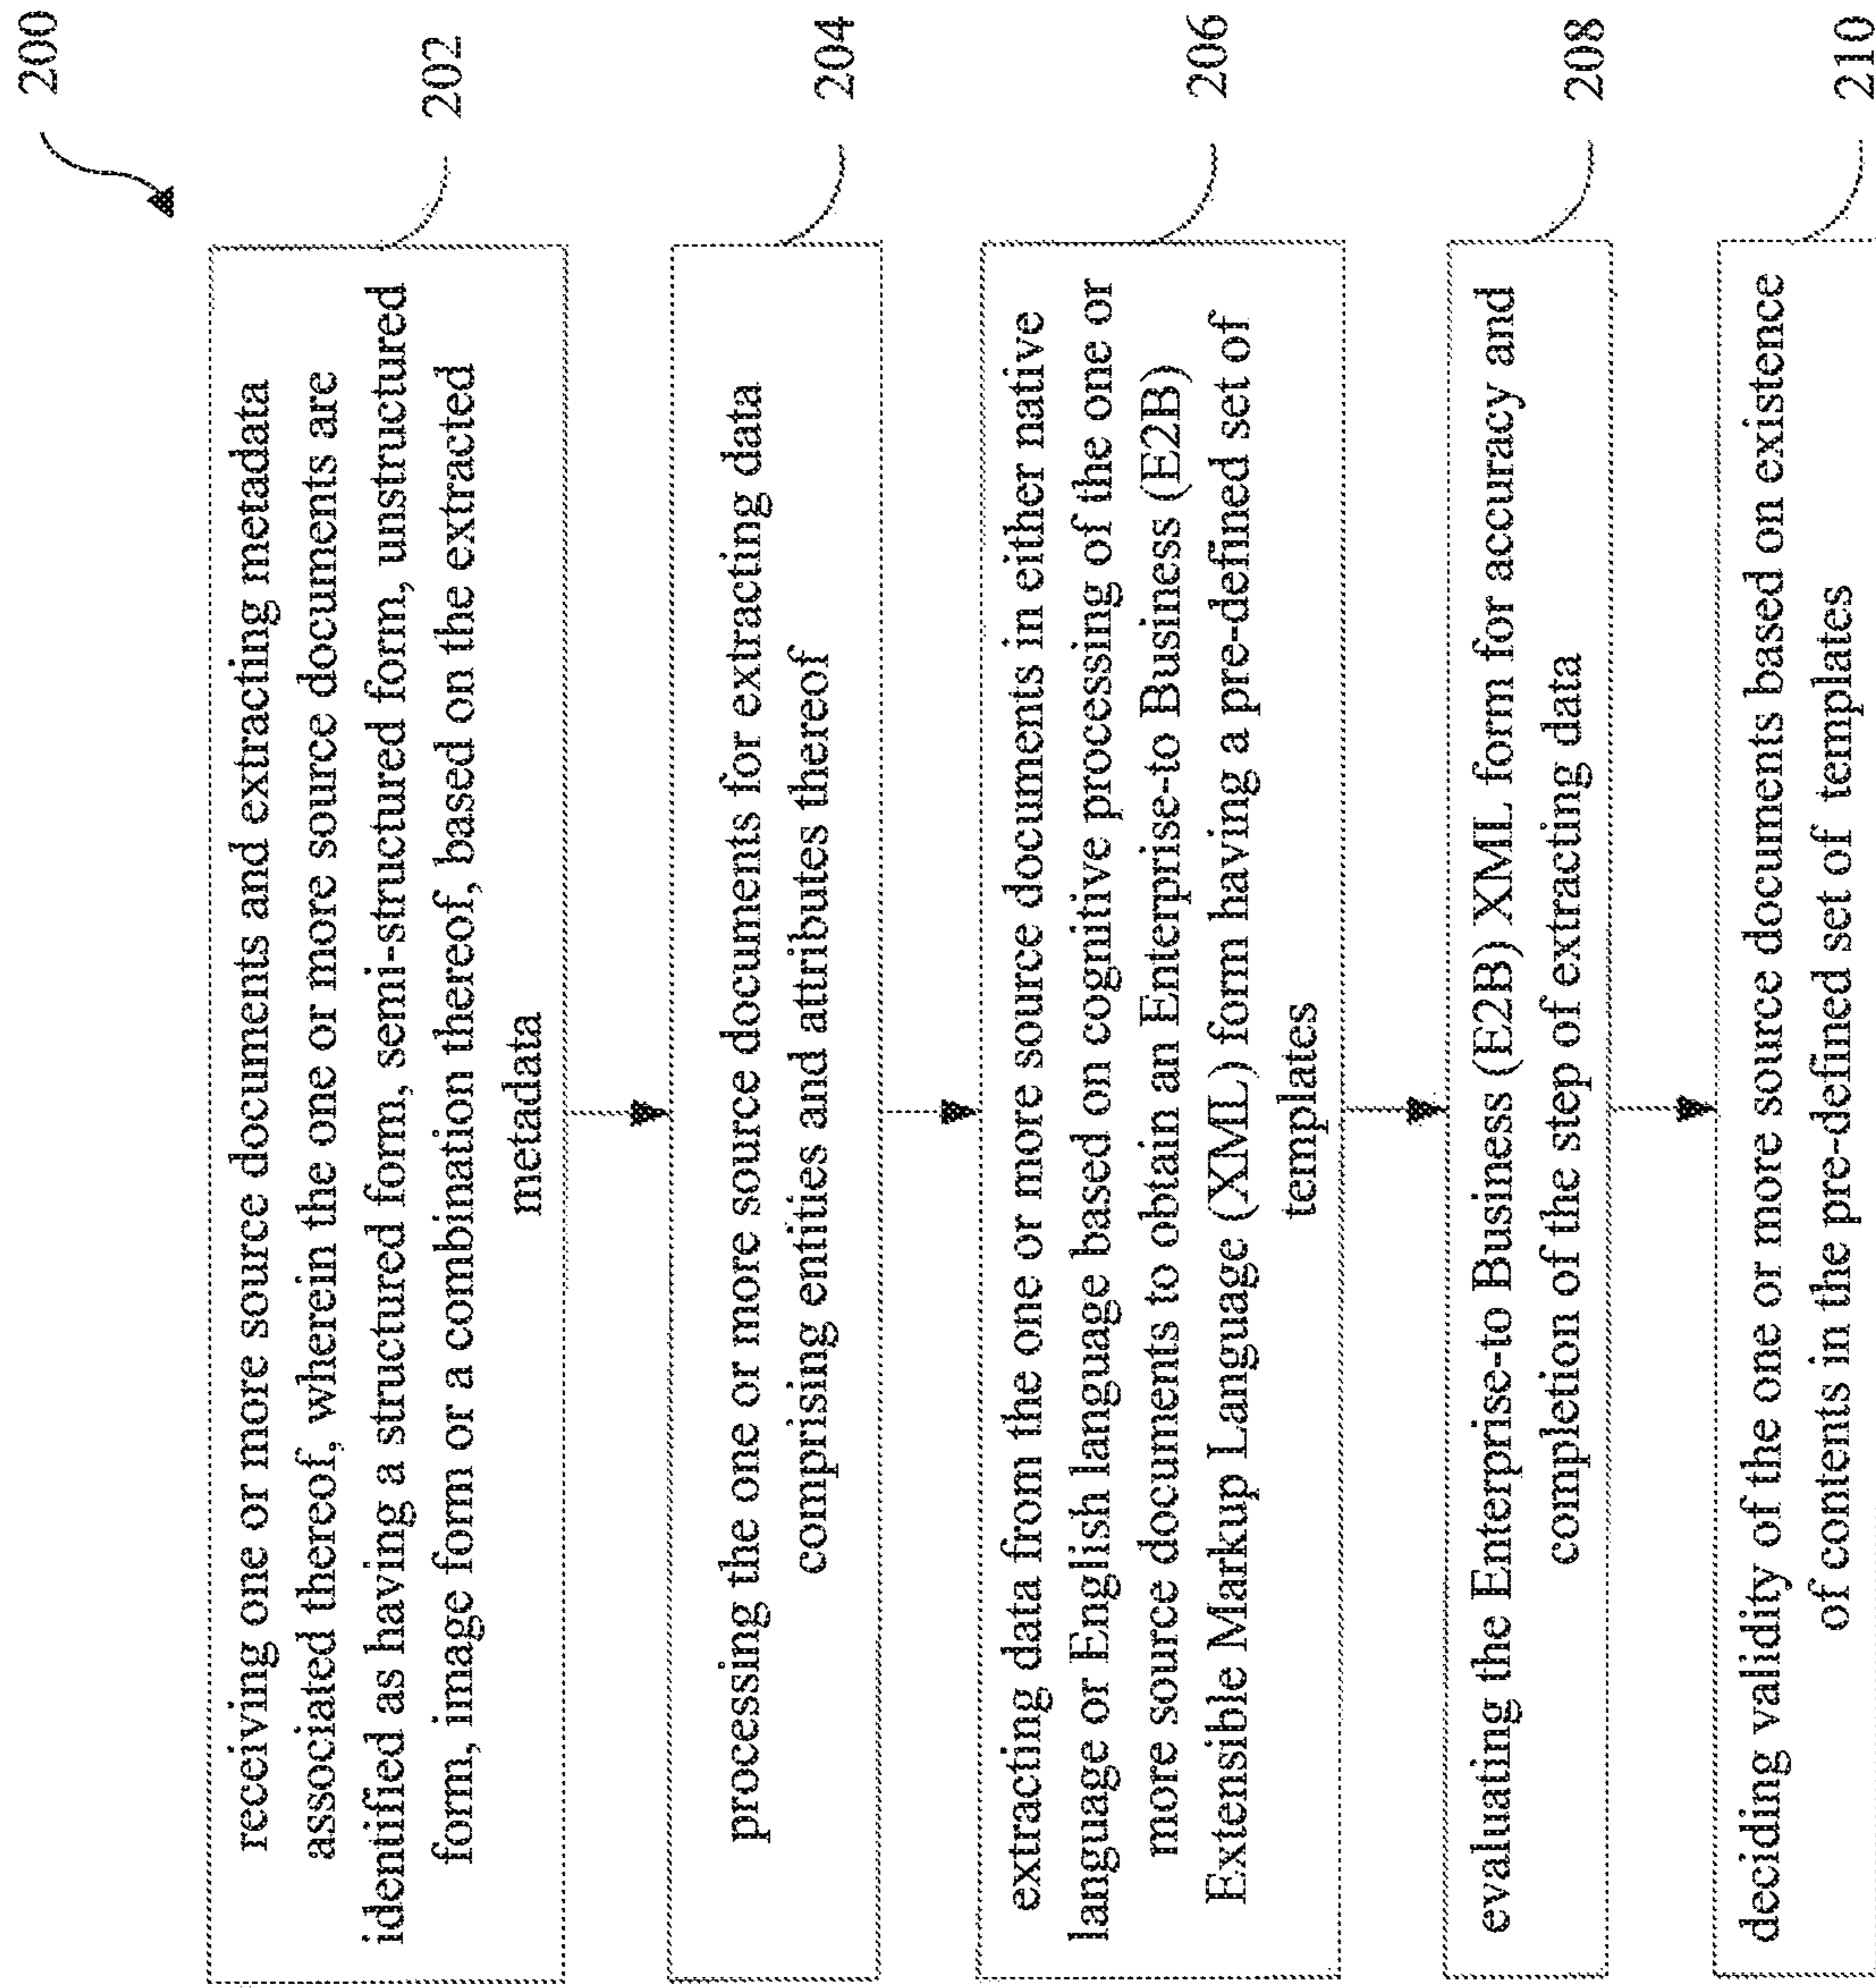 200
receiving one or more source documents and extracting metadata
associated thereof, wherein the one or more source documents are
identified as having a structured form, semi-structured form, unstructured
form, image form or a combination thereof, based on the extracted
metadata
202
processing the one or more source documents for extracting data
comprising entities and attributes thereof
204
extracting data from the one or more source documents in either native
language or English language based on cognitive processing of the one or
more source documents to obtain an Enterprise-to Business (E2B)
Extensible Markup Language (XML) form having a pre-defined set of
templates
206
evaluating the Enterprise-to Business (E2B) XML form for accuracy and
completion of the step of extracting data
208
deciding validity of the one or more source documents based on existence
of contents in the pre-defined set of templates
210